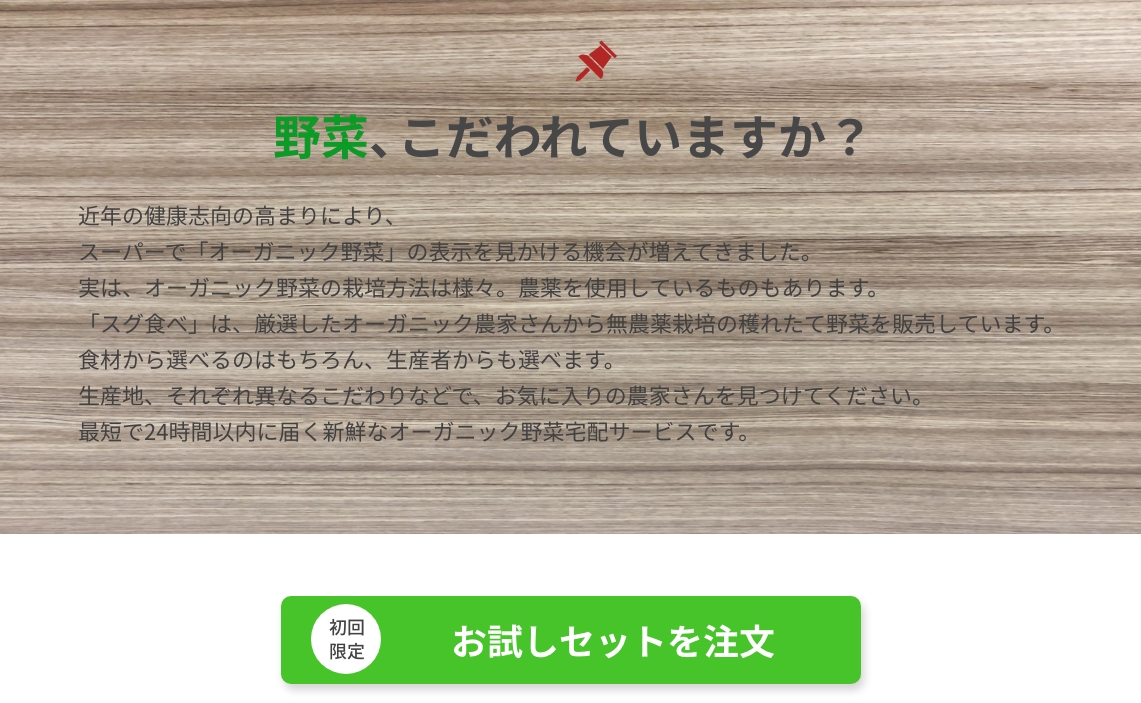 野菜、こだわれていますか？
近年の健康志向の高まりにより、
スーパーで「オーガニック野菜」の表示を見かける機会が増えてきました。
実は、オーガニック野菜の栽培方法は様々。農薬を使用しているものもあります。
「スグ食べ」は、厳選したオーガニック農家さんから無農薬栽培の穫れたて野菜を販売しています。
食材から選べるのはもちろん、生産者からも選べます。
生産地、それぞれ異なるこだわりなどで、お気に入りの農家さんを見つけてください。
最短で24時間以内に届く新鮮なオーガニック野菜宅配サービスです。
初回
限定
お試しセットを注文